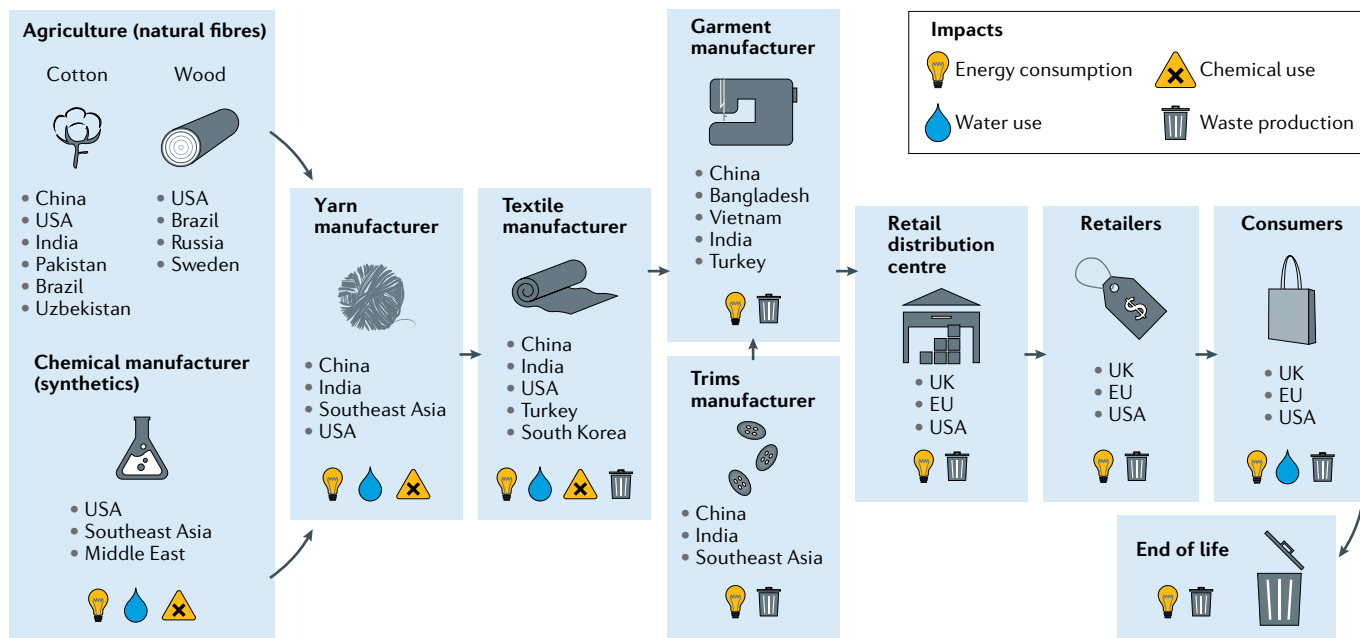 Agriculture (natural fibres)
Cotton
Wood
• China
• USA
• India
• Pakistan
• Brazil
• Uzbekistan
• USA
• Brazil
• Russia
• Sweden
Chemical manufacturer
(synthetics)
• USA
• Southeast Asia
• Middle East
Yarn
manufacturer
• China
• India
• Southeast Asia
• USA
Textile
manufacturer
• China
• India
• USA
• Turkey
• South Korea
Garment
manufacturer
• China
• Bangladesh
• Vietnam
• India
• Turkey
Trims
manufacturer
• China
• India
• Southeast Asia
Retail
distribution
centre
• UK
• EU
• USA
Retailers
$
• UK
• EU
• USA
Consumers
• UK
• EU
• USA
End of life
Impacts
Energy consumption
Chemical use
Water use
Waste production